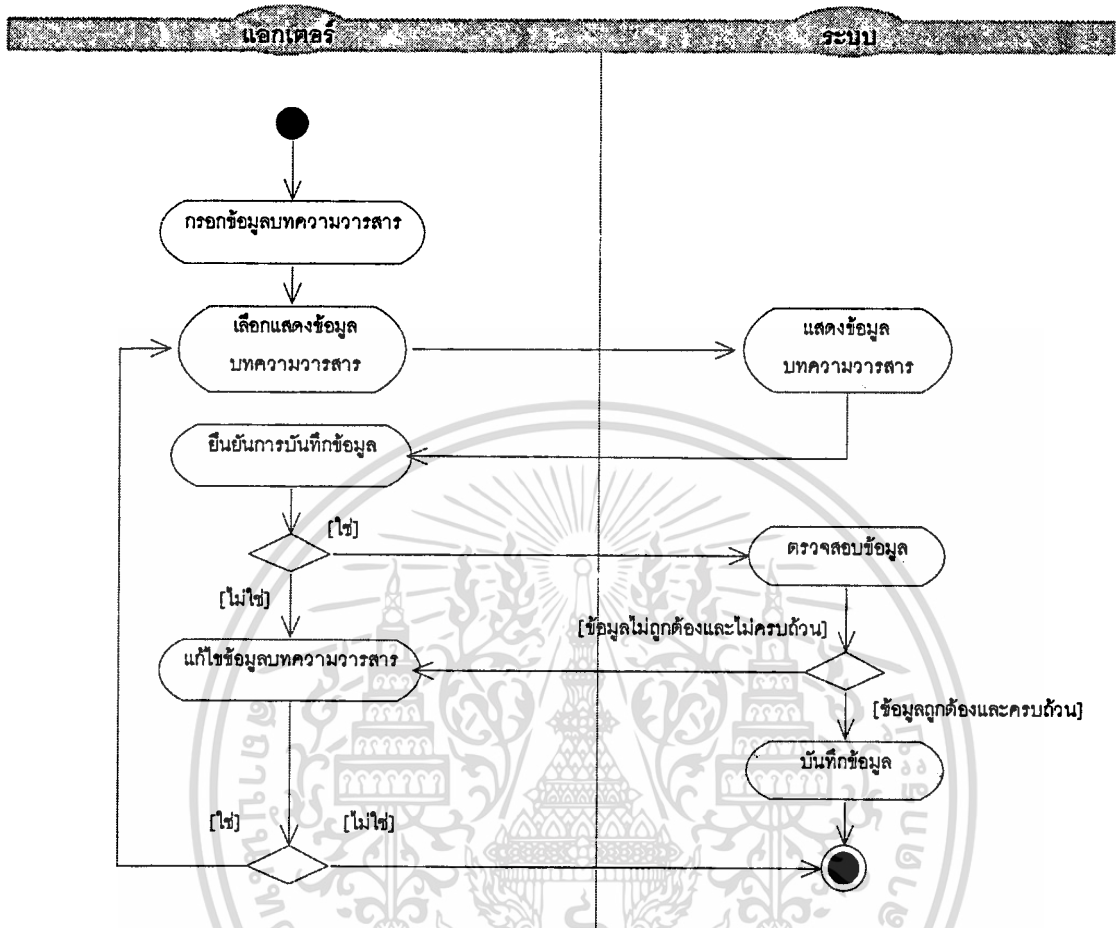 แอกเตอร์
ระบบ
กรอกข้อมูลบทความวารสาร
เลือกแสดงข้อมูล
บทความวารสาร
แสดงข้อมูล
บทความวารสาร
ยืนยันการบันทึกข้อมูล
[ใช่]
ตรวจสอบข้อมูล
[ไม่ใช่]
[ข้อมูลไม่ถูกต้องและไม่ครบถ้วน]
แก้ไขข้อมูลบทความวารสาร
[ข้อมูลถูกต้องและครบถ้วน]
บันทึกข้อมูล
[ใช่]
[ไม่ใช่]